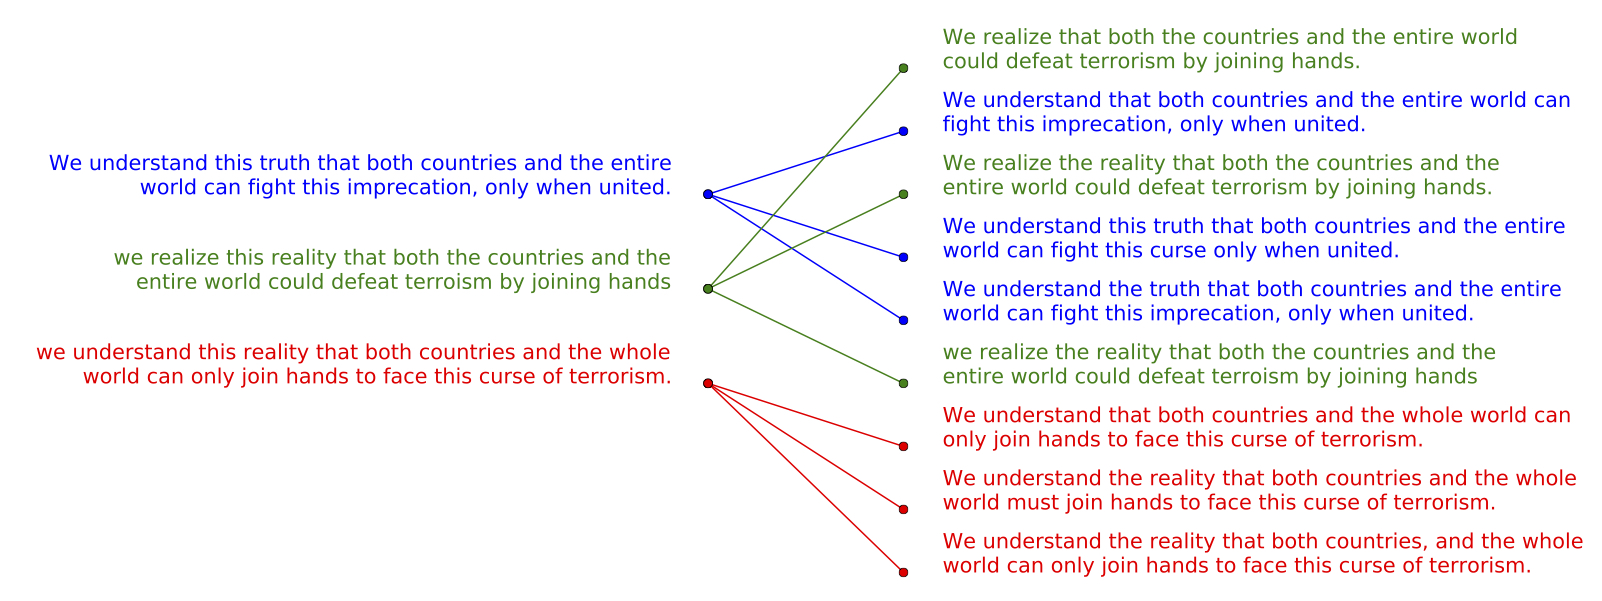 We understand this truth that both countries and the entire
world can fight this imprecation, only when united.
we realize this reality that both the countries and the
entire world could defeat terroism by joining hands
we understand this reality that both countries and the whole
world can only join hands to face this curse of terrorism.
We realize that both the countries and the entire world
could defeat terrorism by joining hands.
We understand that both countries and the entire world can
fight this imprecation, only when united.
We realize the reality that both the countries and the
entire world could defeat terrorism by joining hands.
We understand this truth that both countries and the entire
world can fight this curse only when united.
We understand the truth that both countries and the entire
world can fight this imprecation, only when united.
we realize the reality that both the countries and the
entire world could defeat terroism by joining hands
We understand that both countries and the whole world can
only join hands to face this curse of terrorism.
We understand the reality that both countries and the whole
world must join hands to face this curse of terrorism.
We understand the reality that both countries, and the whole
world can only join hands to face this curse of terrorism.